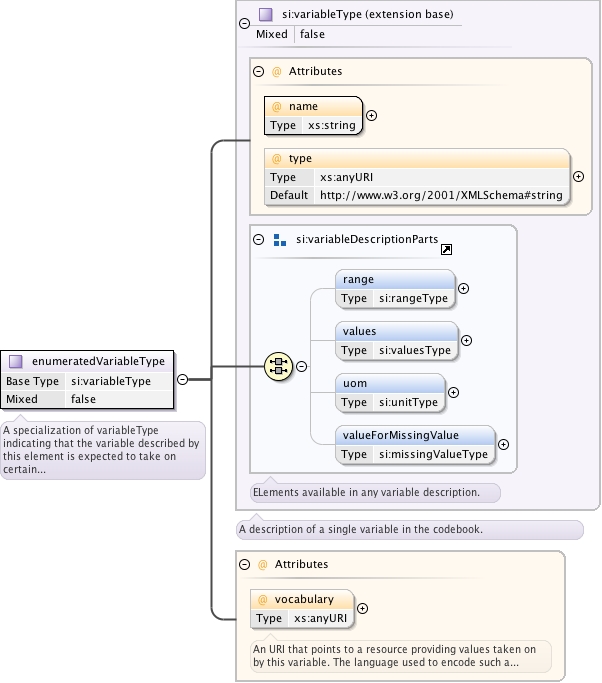 si:variableType (extension base)
Mixed false
@ Attributes
@ name
Type xs:string
@ type
Type xs:anyURI
Default http://www.w3.org/2001/XMLSchema#string
si:variableDescriptionParts
range
Type si:rangeType
values
Type si:valuesType
uom
Type si:unitType
valueForMissingValue
Type si:missingValueType
ELements available in any variable description.
A description of a single variable in the codebook.
enumeratedVariableType
Base Type si:variableType
Mixed false
A specialization of variableType
indicating that the variable described by
this element is expected to take on
certain...
@ Attributes
@ vocabulary
Type xs:anyURI
An URI that points to a resource providing values taken on
by this variable. The language used to encode such a...